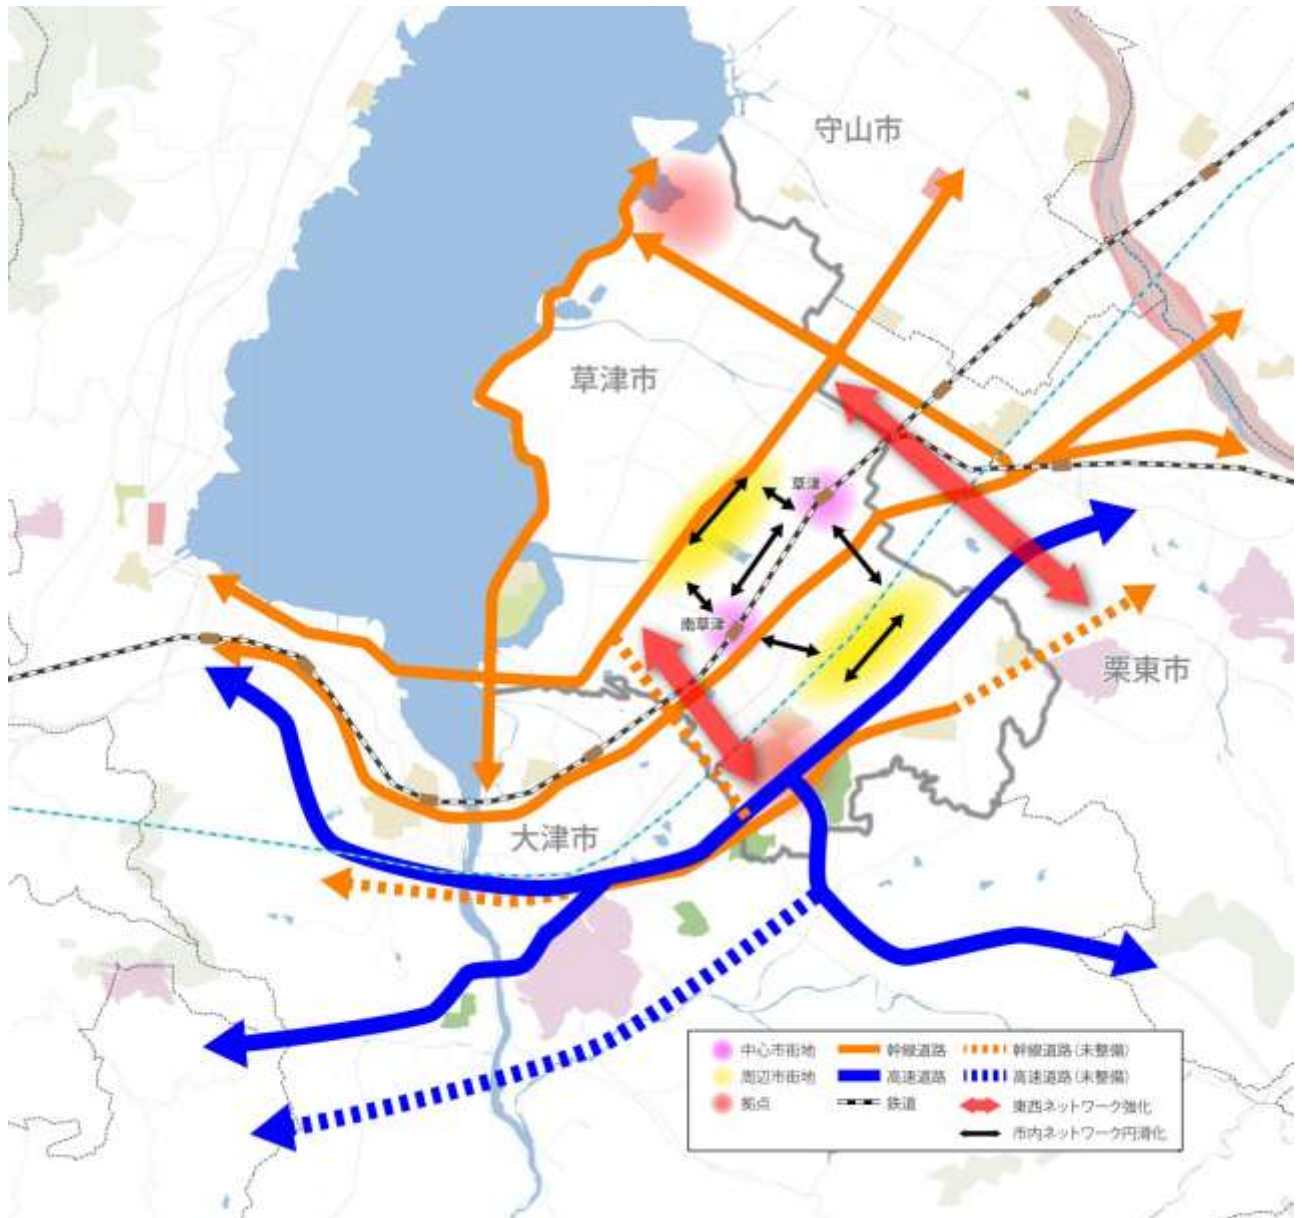 守山市
草津市
草津
南草津
栗東市
大津市
中心市街地
幹線道路
幹線道路(未整備)
周辺市街地
高速道路
高速道路(未整備)
拠点
鉄道
東西ネットワーク強化
市内ネットワーク円滑化